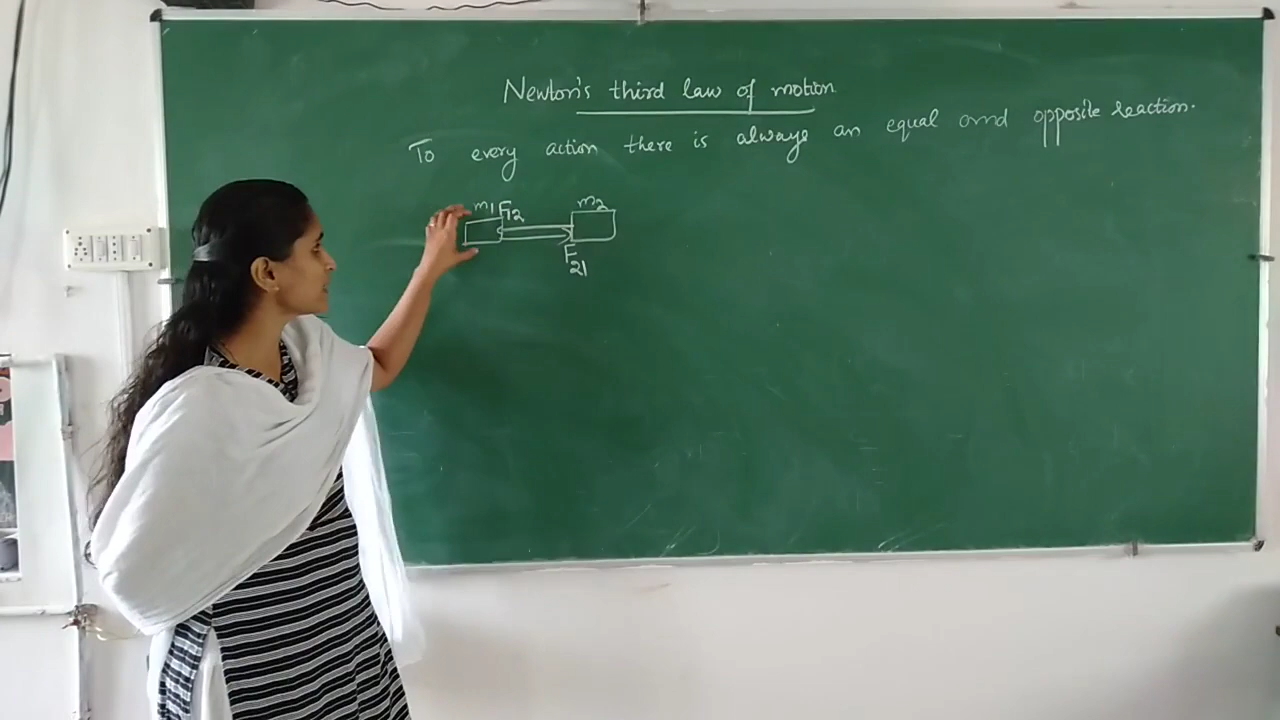 Newton's third law of motion
To every action there is always an equal and opposite reaction.
m1 F12 m2
F21